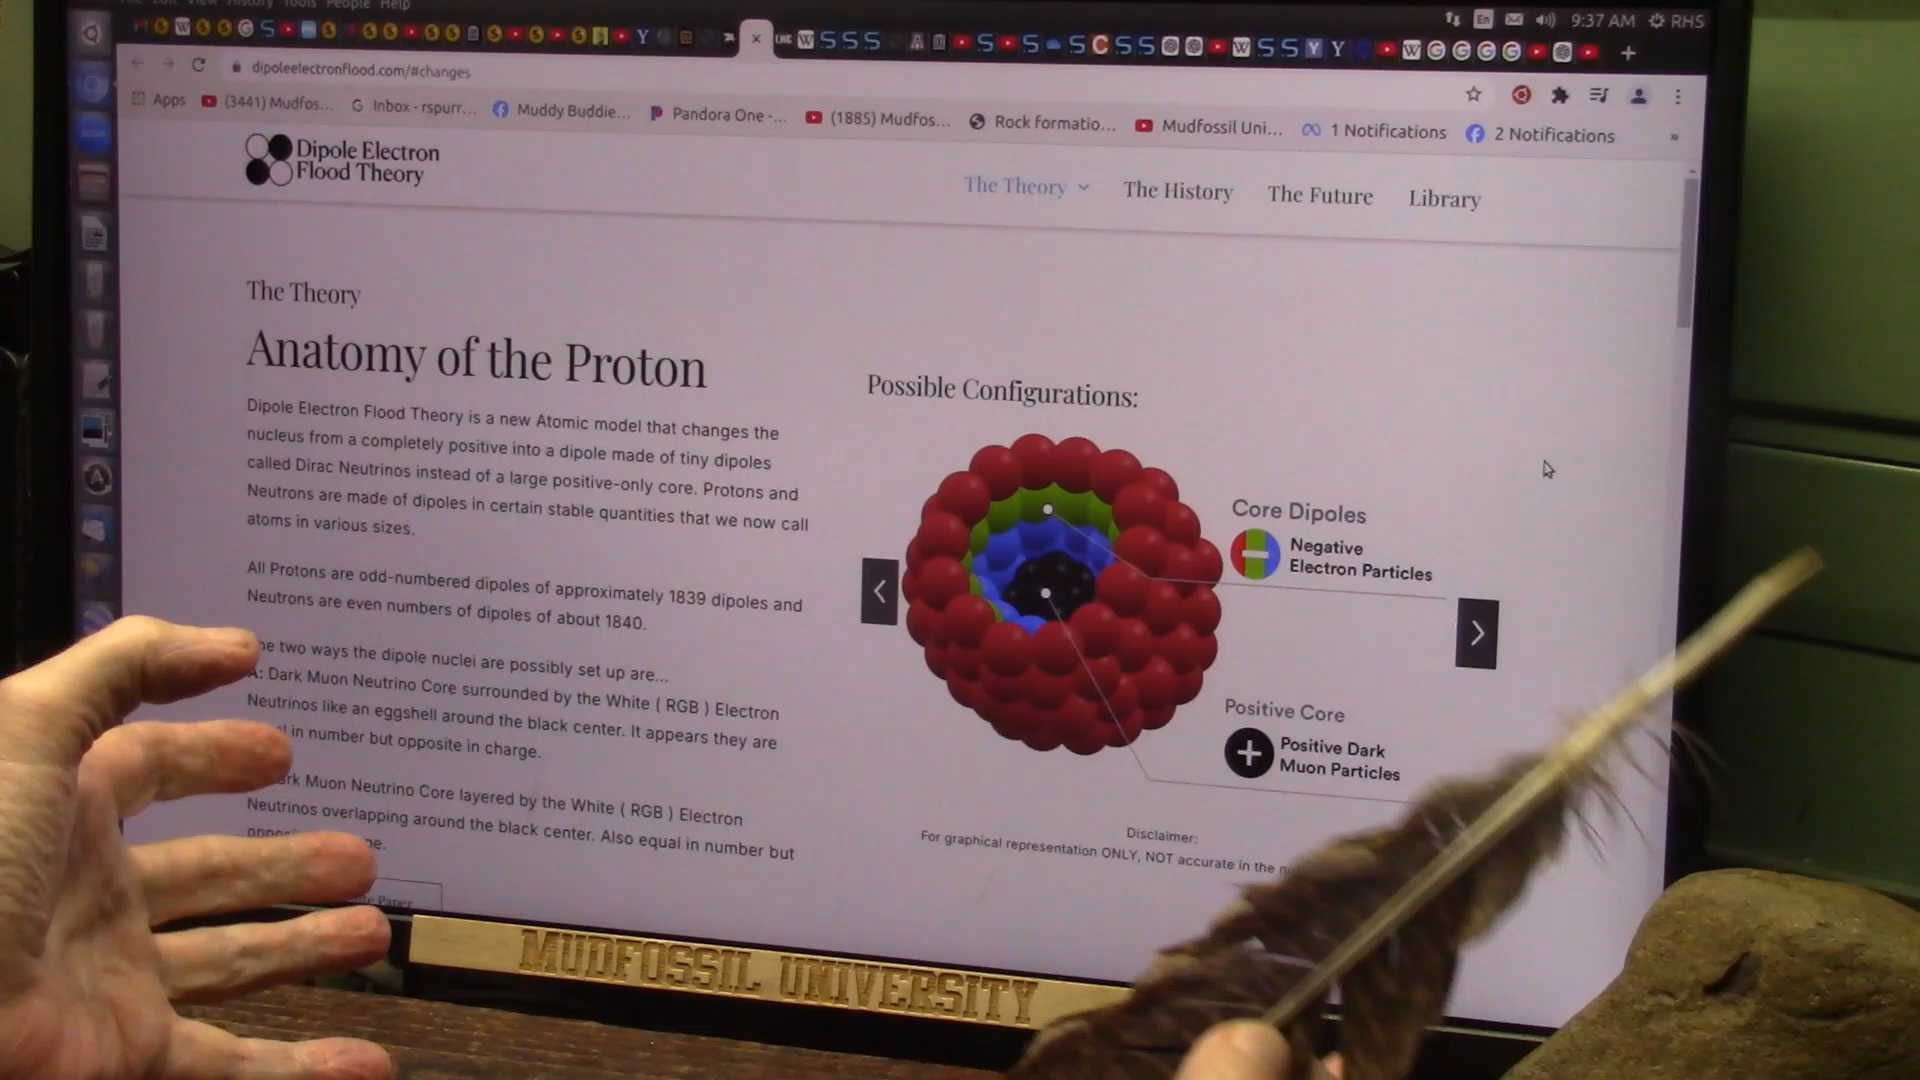 History Tools People Help
En 9:37 AM RHS
dipoleelectronflood.com/#changes
Apps (3441) Mudfos... Inbox - rspurr... Muddy Buddie... Pandora One -... (1885) Mudfos... Rock formatio... Mudfossil Uni... 1 Notifications 2 Notifications »
Dipole Electron
Flood Theory
The Theory The History The Future Library
The Theory
Anatomy of the Proton
Dipole Electron Flood Theory is a new Atomic model that changes the
nucleus from a completely positive into a dipole made of tiny dipoles
called Dirac Neutrinos instead of a large positive-only core. Protons and
Neutrons are made of dipoles in certain stable quantities that we now call
atoms in various sizes.
All Protons are odd-numbered dipoles of approximately 1839 dipoles and
Neutrons are even numbers of dipoles of about 1840.
he two ways the dipole nuclei are possibly set up are...
A: Dark Muon Neutrino Core surrounded by the White ( RGB ) Electron
Neutrinos like an eggshell around the black center. It appears they are
l in number but opposite in charge.
ark Muon Neutrino Core layered by the White ( RGB ) Electron
Neutrinos overlapping around the black center. Also equal in number but
Paper
Possible Configurations:
Core Dipoles
Negative
Electron Particles
Positive Core
Positive Dark
Muon Particles
Disclaimer:
For graphical representation ONLY, NOT accurate in the
MUDFOSSIL UNIVERSITY